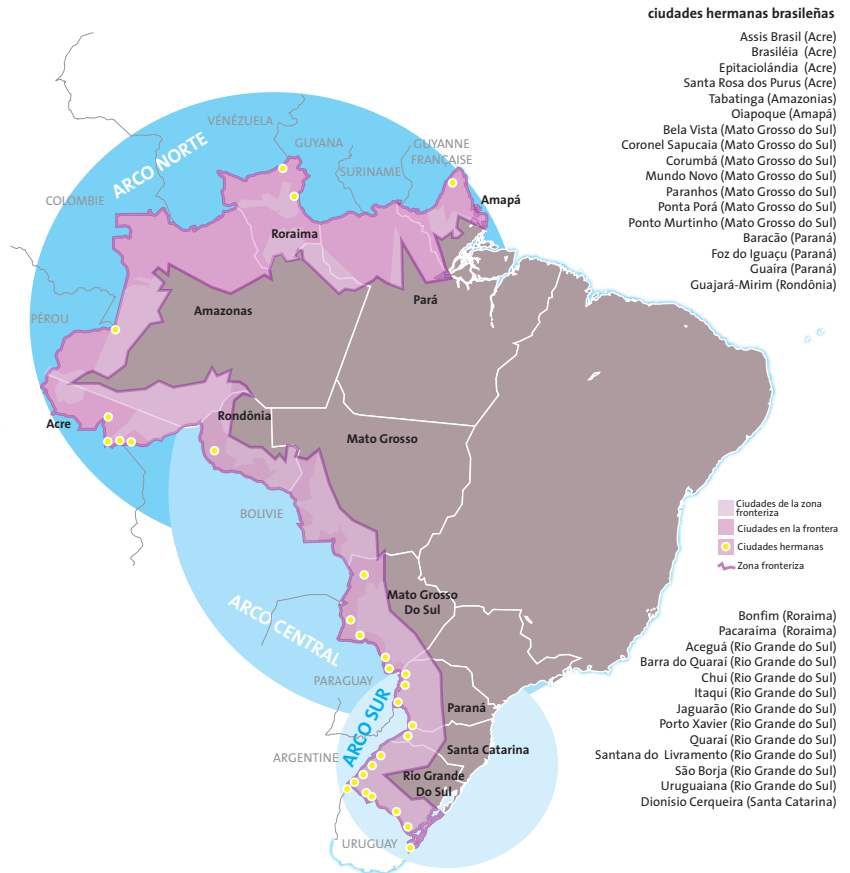 ciudades hermanas brasileñas
Assis Brasil (Acre)
Brasiléia (Acre)
Epitaciolándia (Acre)
Santa Rosa dos Purus (Acre)
Tabatinga (Amazonias)
Oiapoque (Amapá)
Bela Vista (Mato Grosso do Sul)
Coronel Sapucaia (Mato Grosso do Sul)
Corumbá (Mato Grosso do Sul)
Mundo Novo (Mato Grosso do Sul)
Paranhos (Mato Grosso do Sul)
Ponta Porá (Mato Grosso do Sul)
Ponto Murtinho (Mato Grosso do Sul)
Baracão (Paraná)
Foz do Iguaçu (Paraná)
Guaíra (Paraná)
Guajará-Mirim (Rondônia)
VÉNÉZUELA
GUYANA
GUYANNE
FRANÇAISE
SURINAME
ARCO NORTE
COLOMBIE
Amapá
Roraima
Pará
Amazonas
PÉROU
Acre
Rondônia
Mato Grosso
BOLIVIE
Ciudades de la zona
fronteriza
Ciudades en la frontera
Ciudades hermanas
Zona fronteriza
Mato Grosso
Do Sul
ARCO CENTRAL
PARAGUAY
ARCO SUR
Paraná
Santa Catarina
ARGENTINE
Rio Grande
Do Sul
URUGUAY
Bonfim (Roraima)
Pacaraíma (Roraima)
Aceguá (Rio Grande do Sul)
Barra do Quaraí (Rio Grande do Sul)
Chui (Rio Grande do Sul)
Itaqui (Rio Grande do Sul)
Jaguarão (Rio Grande do Sul)
Porto Xavier (Rio Grande do Sul)
Quaraí (Rio Grande do Sul)
Santana do Livramento (Rio Grande do Sul)
São Borja (Rio Grande do Sul)
Uruguaiana (Rio Grande do Sul)
Dionísio Cerqueira (Santa Catarina)